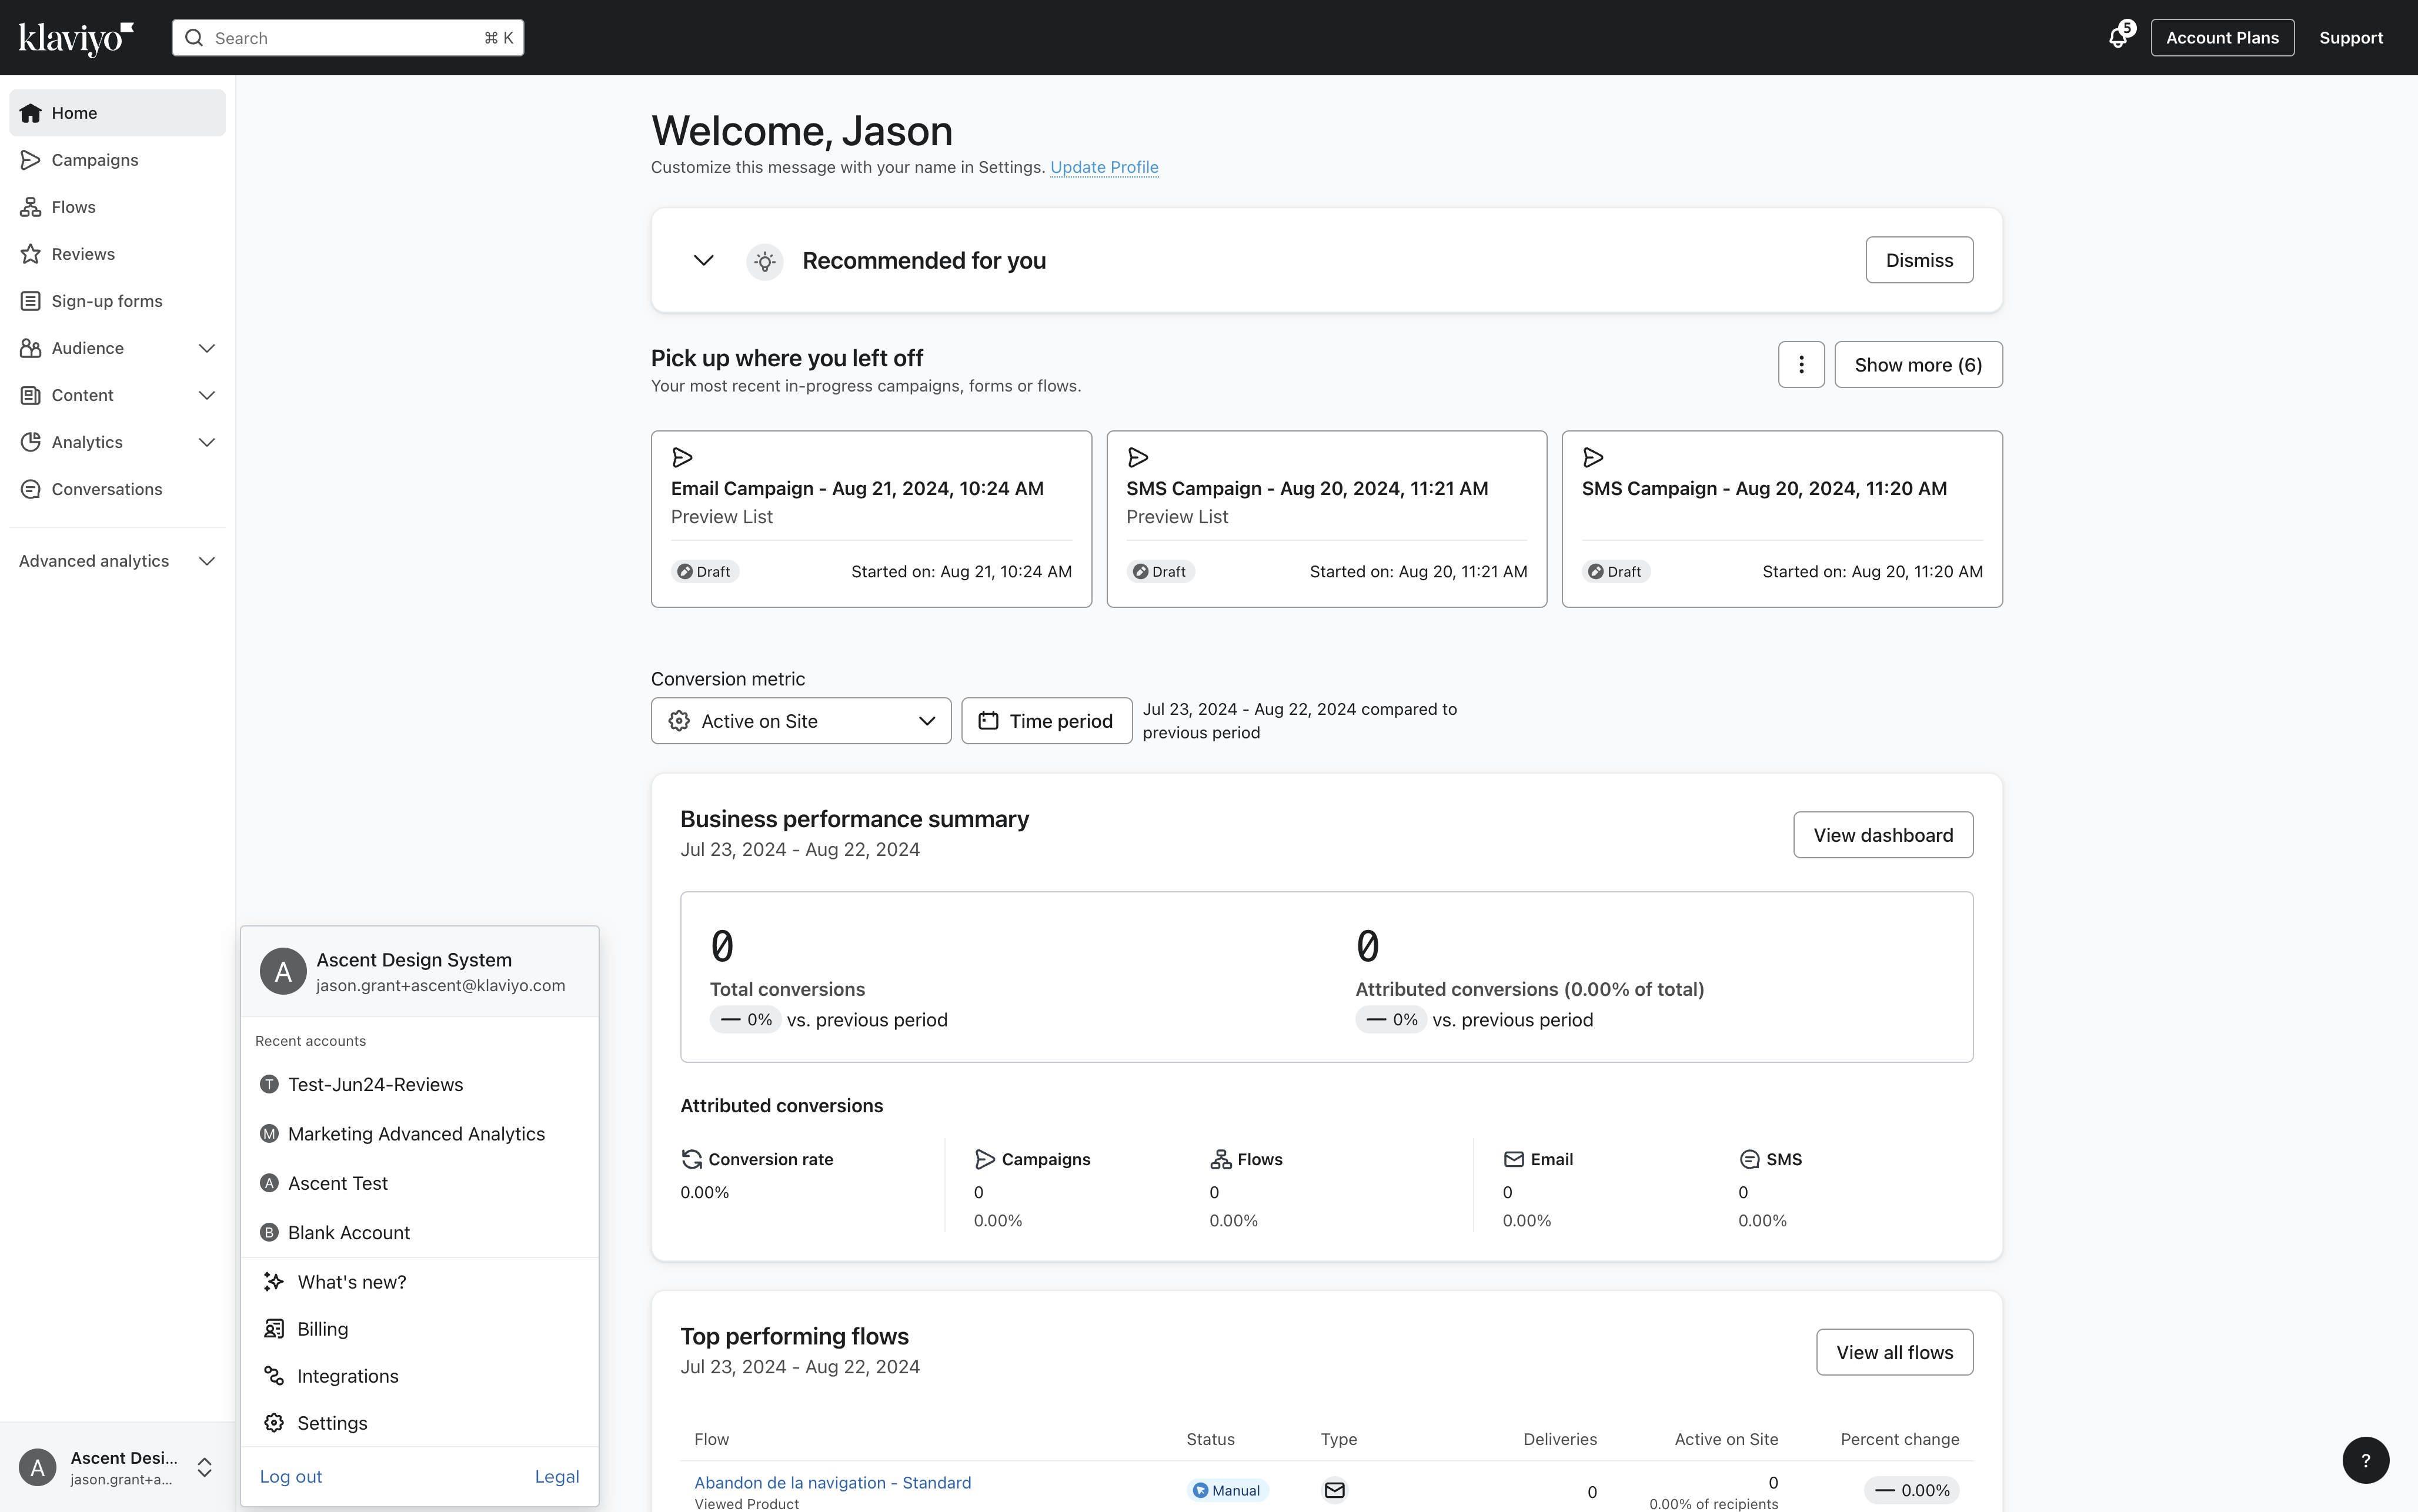 klaviyo
Search
⌘ K
5
Account Plans
Support
Home
Campaigns
Flows
Reviews
Sign-up forms
Audience
Content
Analytics
Conversations
Advanced analytics
Welcome, Jason
Customize this message with your name in Settings. Update Profile
Recommended for you
Dismiss
Pick up where you left off
Your most recent in-progress campaigns, forms or flows.
Show more (6)
Email Campaign - Aug 21, 2024, 10:24 AM
Preview List
Draft
Started on: Aug 21, 10:24 AM
SMS Campaign - Aug 20, 2024, 11:21 AM
Preview List
Draft
Started on: Aug 20, 11:21 AM
SMS Campaign - Aug 20, 2024, 11:20 AM
Draft
Started on: Aug 20, 11:20 AM
Conversion metric
Active on Site
Time period
Jul 23, 2024 - Aug 22, 2024 compared to
previous period
Business performance summary
Jul 23, 2024 - Aug 22, 2024
View dashboard
0
Total conversions
— 0% vs. previous period
0
Attributed conversions (0.00% of total)
— 0% vs. previous period
Attributed conversions
Conversion rate
0.00%
Campaigns
0
0.00%
Flows
0
0.00%
Email
0
0.00%
SMS
0
0.00%
Top performing flows
Jul 23, 2024 - Aug 22, 2024
View all flows
Flow
Status
Type
Deliveries
Active on Site
Percent change
Abandon de la navigation - Standard
Viewed Product
Manual
0
0
0.00% of recipients
— 0.00%
A
Ascent Design System
jason.grant+ascent@klaviyo.com
Recent accounts
T Test-Jun24-Reviews
M Marketing Advanced Analytics
A Ascent Test
B Blank Account
What's new?
Billing
Integrations
Settings
Log out
Legal
A
Ascent Desi...
jason.grant+a...
?